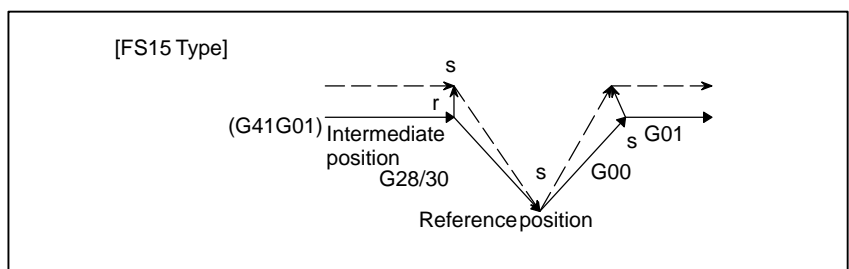 [FS15 Type]
s
r
(G41G01)
Intermediate
position
G28/30
s
G00
s
G01
Reference position